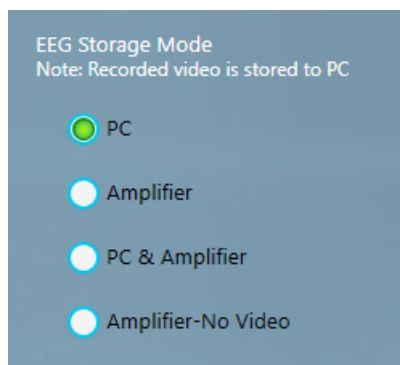 EEG Storage Mode
Note: Recorded video is stored to PC
PC
Amplifier
PC & Amplifier
Amplifier-No Video